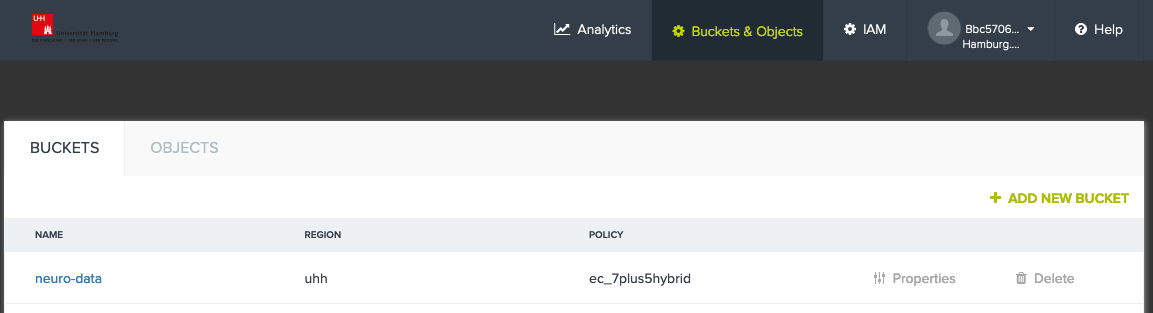 UHH
Universität Hamburg
Analytics
Buckets & Objects
IAM
Bbc5706...
Hamburg....
Help
BUCKETS
OBJECTS
+ ADD NEW BUCKET
NAME REGION POLICY
neuro-data uhh ec_7plus5hybrid Properties Delete